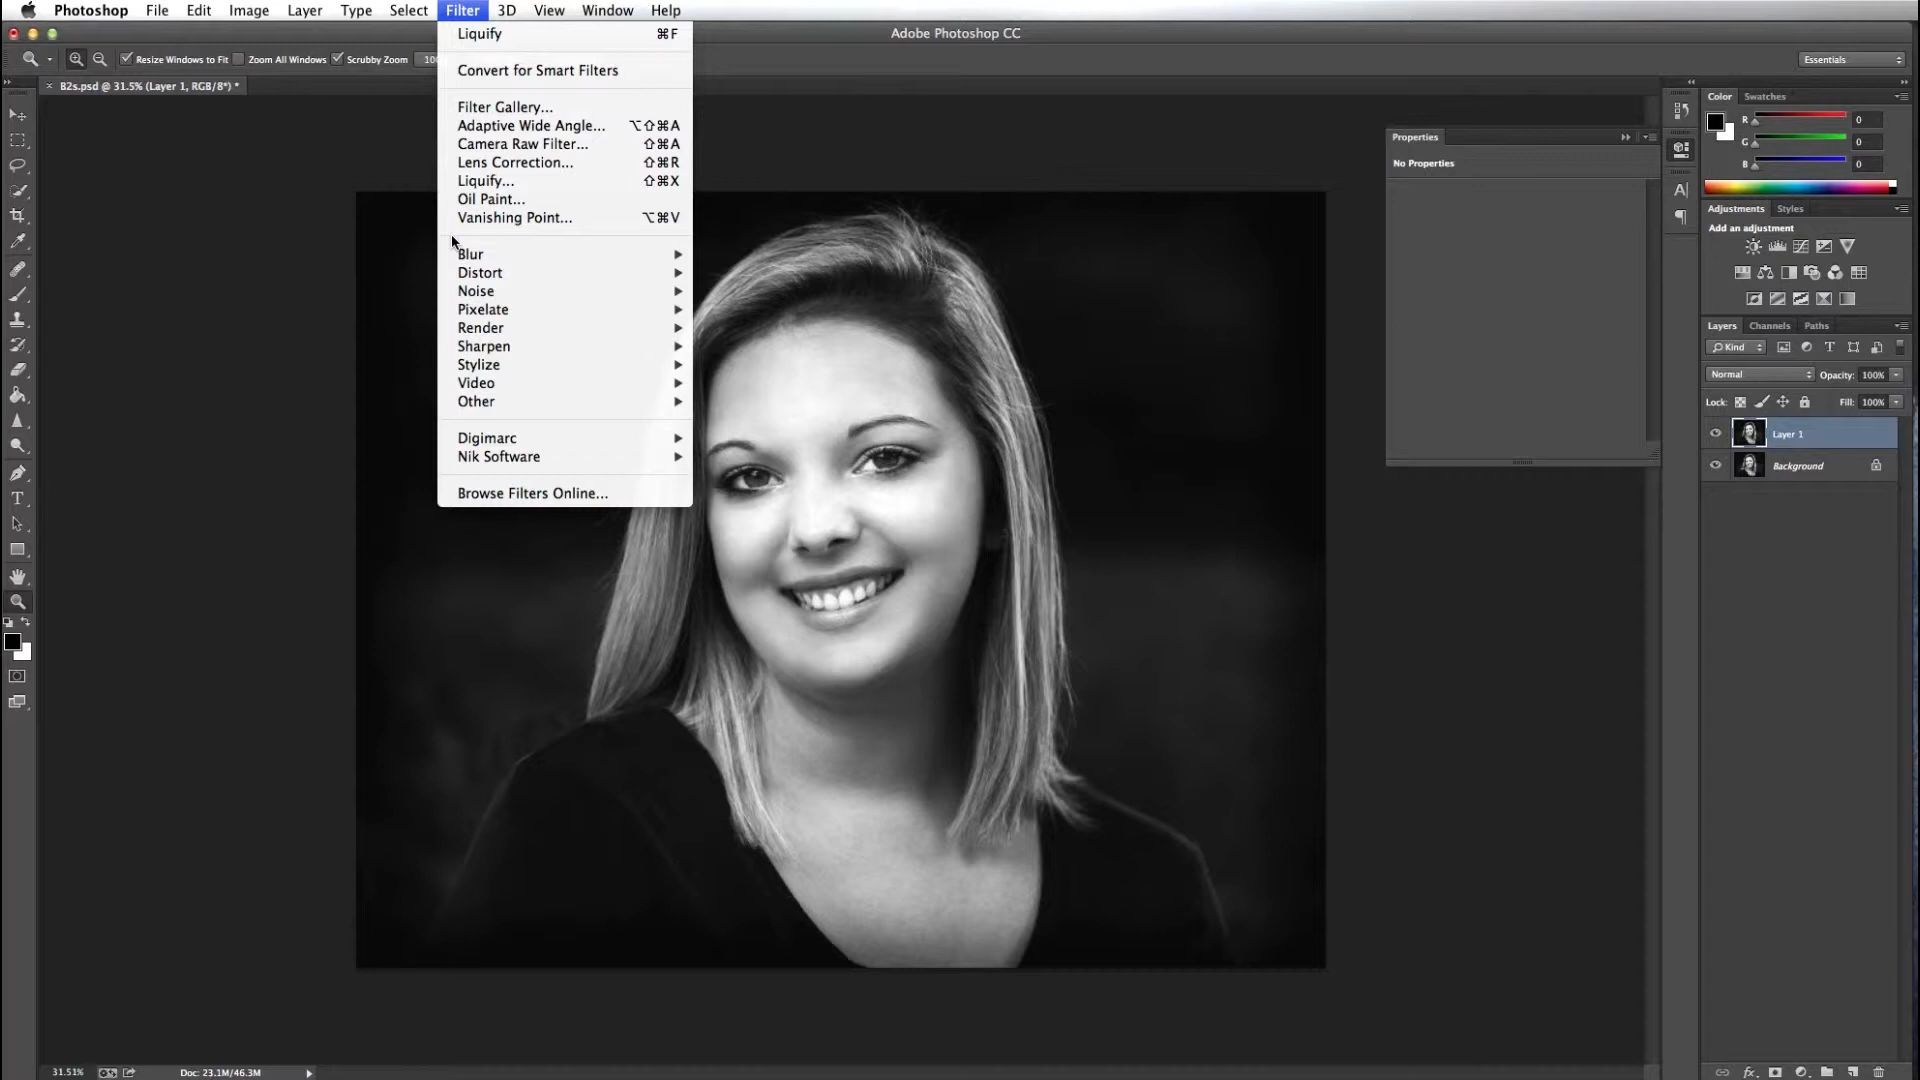 Photoshop File Edit Image Layer Type Select Filter 3D View Window Help
Adobe Photoshop CC
Resize Windows to Fit Zoom All Windows Scrubby Zoom
Essentials
× B2s.psd @ 31.5% (Layer 1, RGB/8*) *
Liquify ⌘F
Convert for Smart Filters
Filter Gallery...
Adaptive Wide Angle... ⌥⇧⌘A
Camera Raw Filter... ⇧⌘A
Lens Correction... ⇧⌘R
Liquify... ⇧⌘X
Oil Paint...
Vanishing Point... ⌥⌘V
Blur
Distort
Noise
Pixelate
Render
Sharpen
Stylize
Video
Other
Digimarc
Nik Software
Browse Filters Online...
Properties
No Properties
Color Swatches
R 0
G 0
B 0
Adjustments Styles
Add an adjustment
Layers Channels Paths
Kind
Normal Opacity: 100%
Lock: Fill: 100%
Layer 1
Background
31.51% Doc: 23.1M/46.3M